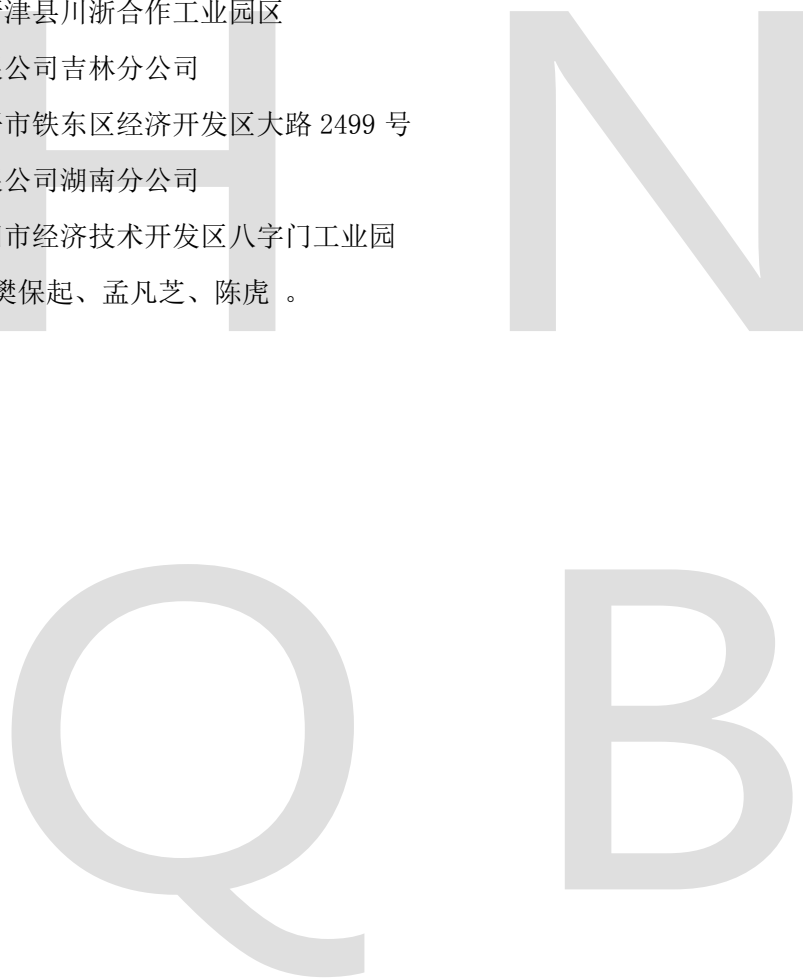 津县川浙合作工业园区
公司吉林分公司
市铁东区经济开发区大路 2499 号
公司湖南分公司
市经济技术开发区八字门工业园
樊保起、孟凡芝、陈虎 。
H N
Q B